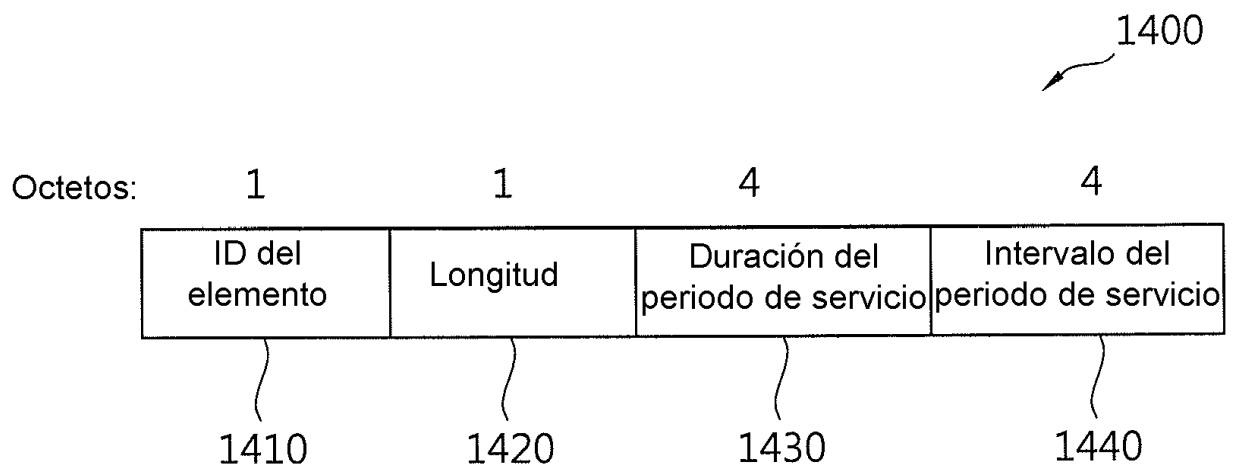 1400
Octetos: 1 1 4 4
ID del elemento Longitud Duración del periodo de servicio Intervalo del periodo de servicio
1410 1420 1430 1440